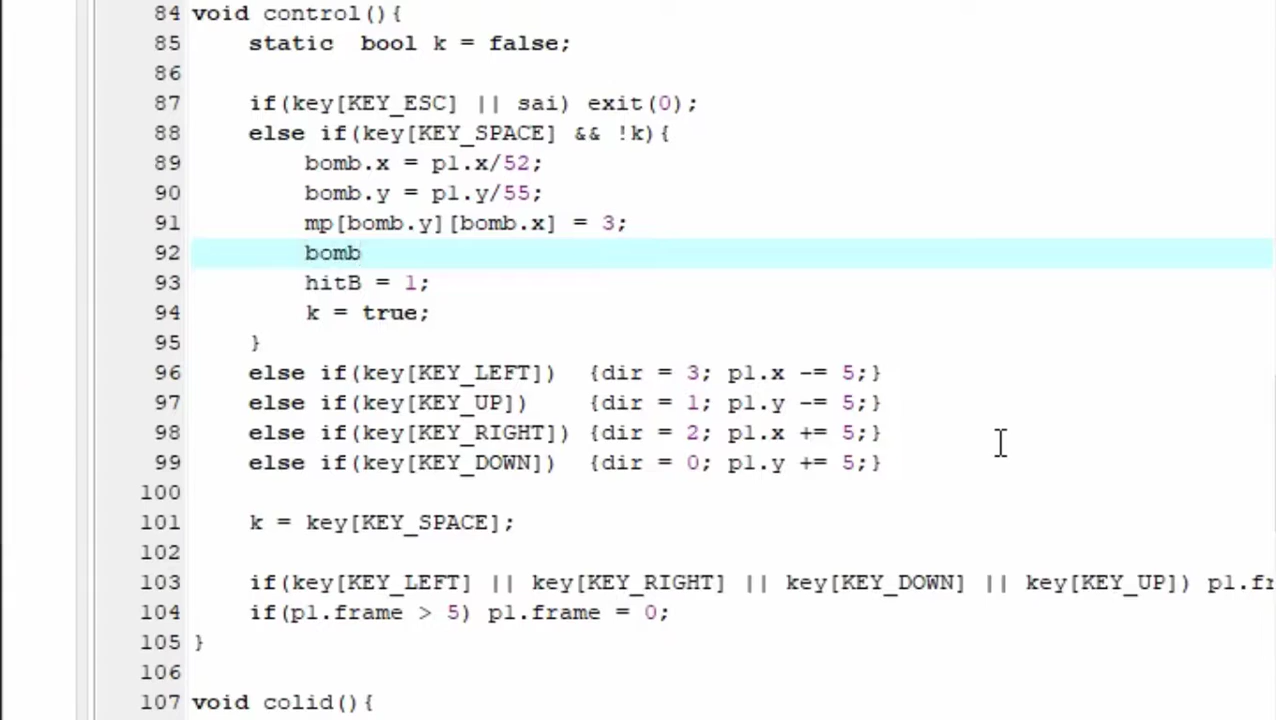 84 void control(){
85     static  bool k = false;
86
87     if(key[KEY_ESC] || sai) exit(0);
88     else if(key[KEY_SPACE] && !k){
89         bomb.x = pl.x/52;
90         bomb.y = pl.y/55;
91         mp[bomb.y][bomb.x] = 3;
92         bomb
93         hitB = 1;
94         k = true;
95     }
96     else if(key[KEY_LEFT])  {dir = 3; pl.x -= 5;}
97     else if(key[KEY_UP])    {dir = 1; pl.y -= 5;}
98     else if(key[KEY_RIGHT]) {dir = 2; pl.x += 5;}
99     else if(key[KEY_DOWN])  {dir = 0; pl.y += 5;}
100
101     k = key[KEY_SPACE];
102
103     if(key[KEY_LEFT] || key[KEY_RIGHT] || key[KEY_DOWN] || key[KEY_UP]) pl.fr
104     if(pl.frame > 5) pl.frame = 0;
105 }
106
107 void colid(){